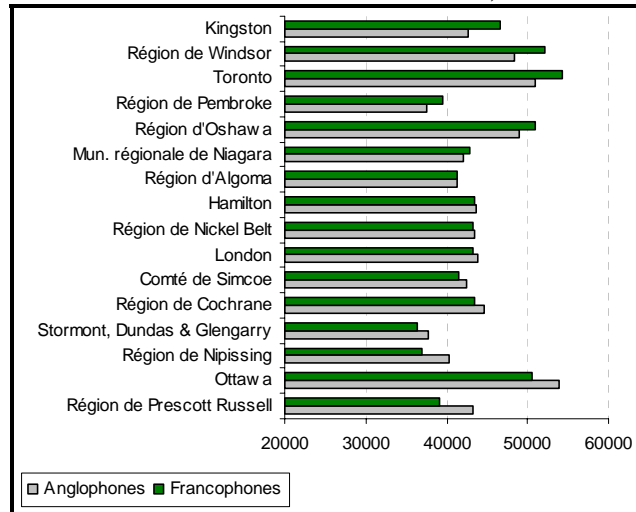 Kingston
Région de Windsor
Toronto
Région de Pembroke
Région d'Oshawa
Mun. régionale de Niagara
Région d'Algoma
Hamilton
Région de Nickel Belt
London
Comté de Simcoe
Région de Cochrane
Stormont, Dundas & Glengarry
Région de Nipissing
Ottawa
Région de Prescott Russell
20000 30000 40000 50000 60000
Anglophones Francophones